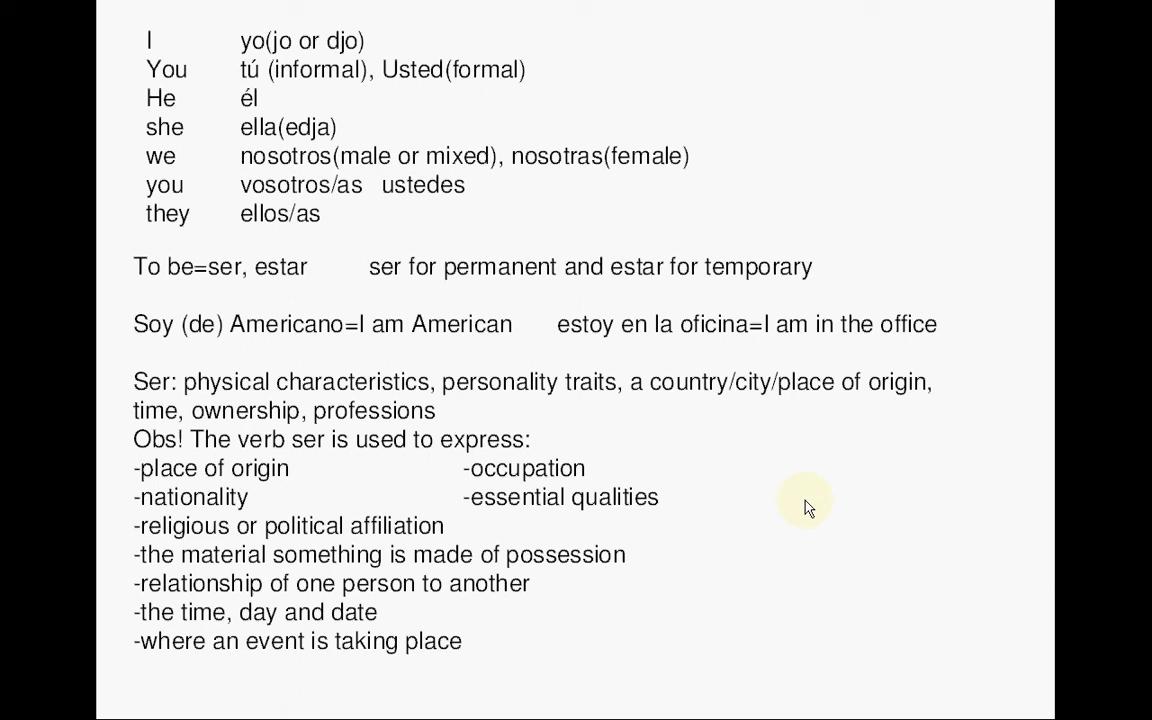 I yo(jo or djo)
You tú (informal), Usted(formal)
He él
she ella(edja)
we nosotros(male or mixed), nosotras(female)
you vosotros/as ustedes
they ellos/as
To be=ser, estar ser for permanent and estar for temporary
Soy (de) Americano=I am American estoy en la oficina=I am in the office
Ser: physical characteristics, personality traits, a country/city/place of origin,
time, ownership, professions
Obs! The verb ser is used to express:
-place of origin -occupation
-nationality -essential qualities
-religious or political affiliation
-the material something is made of possession
-relationship of one person to another
-the time, day and date
-where an event is taking place